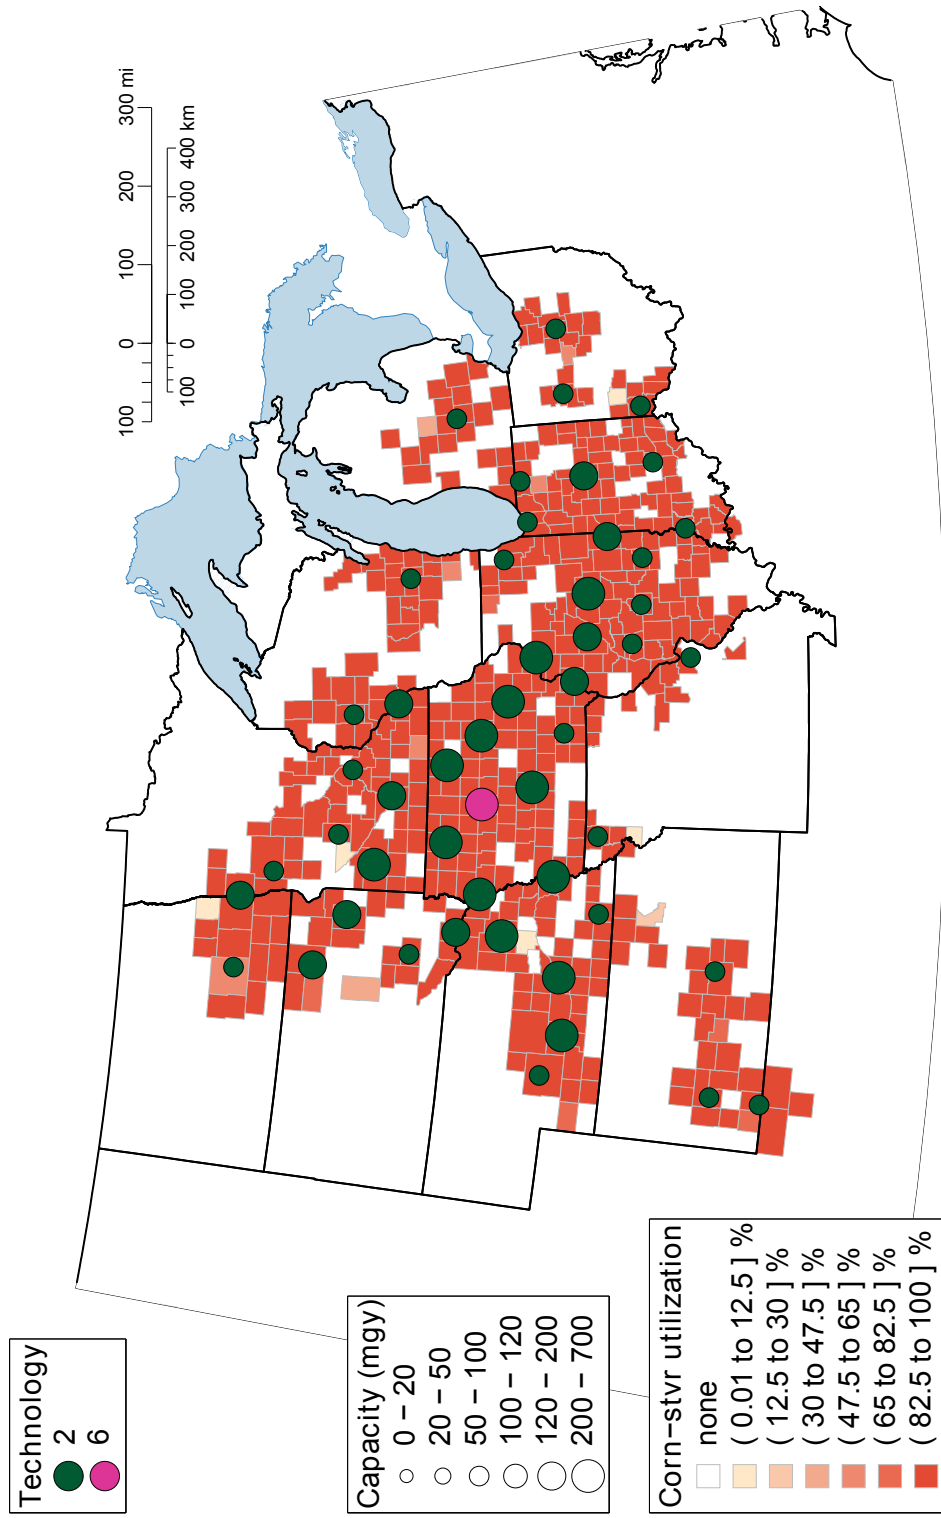 Technology
2
6
Capacity (mgy)
0 − 20
20 − 50
50 − 100
100 − 120
120 − 200
200 − 700
Corn−stvr utilization
none
( 0.01 to 12.5 ] %
( 12.5 to 30 ] %
( 30 to 47.5 ] %
( 47.5 to 65 ] %
( 65 to 82.5 ] %
( 82.5 to 100 ] %
100 0 100 200 300 mi
100 0 100 200 300 400 km